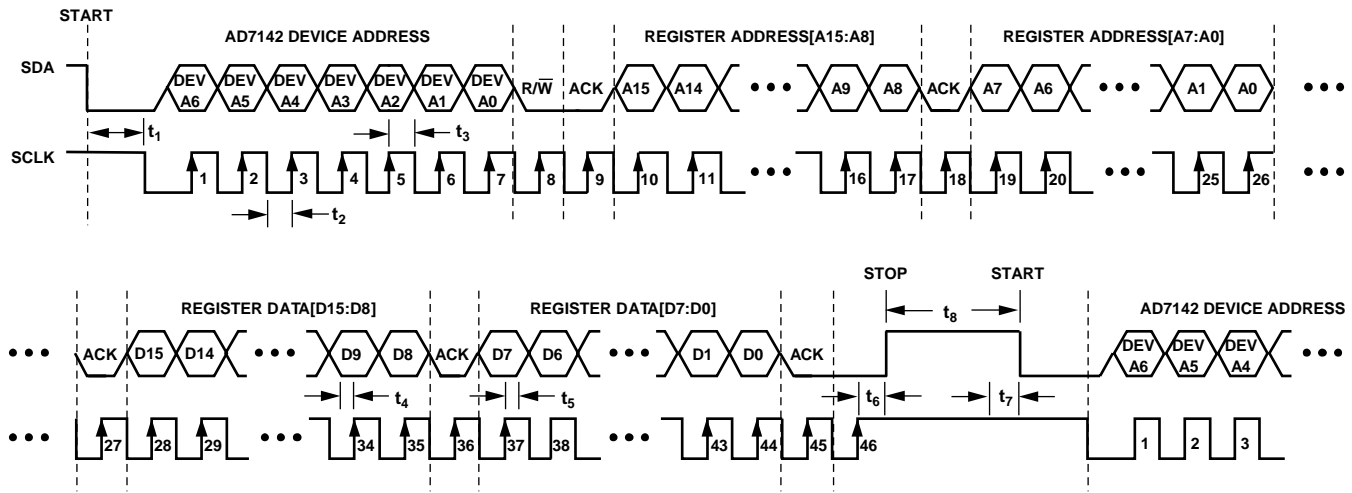 START
AD7142 DEVICE ADDRESS REGISTER ADDRESS[A15:A8] REGISTER ADDRESS[A7:A0]
SDA DEV A6 DEV A5 DEV A4 DEV A3 DEV A2 DEV A1 DEV A0 R/W ACK A15 A14 ••• A9 A8 ACK A7 A6 ••• A1 A0 •••
t1 t3
SCLK 1 2 3 4 5 6 7 8 9 10 11 ••• 16 17 18 19 20 ••• 25 26 •••
t2
STOP START
REGISTER DATA[D15:D8] REGISTER DATA[D7:D0] t8 AD7142 DEVICE ADDRESS
••• ACK D15 D14 ••• D9 D8 ACK D7 D6 ••• D1 D0 ACK DEV A6 DEV A5 DEV A4 •••
t4 t5 t6 t7
••• 27 28 29 ••• 34 35 36 37 38 ••• 43 44 45 46 1 2 3